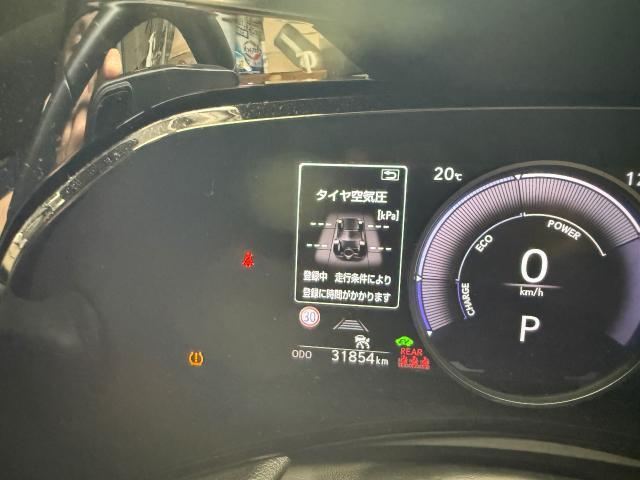 タイヤ空気圧
[kPa]
登録中 走行条件により
登録に時間がかかります
20℃
12
ECO
POWER
CHARGE
0
km/h
P
30
ODO 31854km
REAR